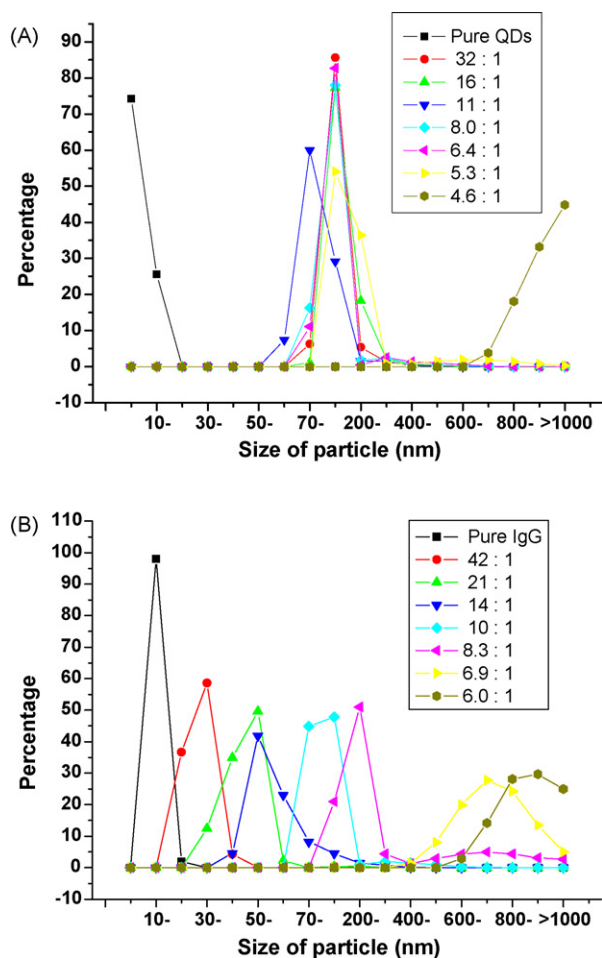 (A)
Pure QDs
32 : 1
16 : 1
11 : 1
8.0 : 1
6.4 : 1
5.3 : 1
4.6 : 1
90
80
70
60
50
40
30
20
10
0
-10
Percentage
10- 30- 50- 70- 200- 400- 600- 800- >1000
Size of particle (nm)
(B)
Pure IgG
42 : 1
21 : 1
14 : 1
10 : 1
8.3 : 1
6.9 : 1
6.0 : 1
110
100
90
80
70
60
50
40
30
20
10
0
-10
Percentage
10- 30- 50- 70- 200- 400- 600- 800- >1000
Size of particle (nm)